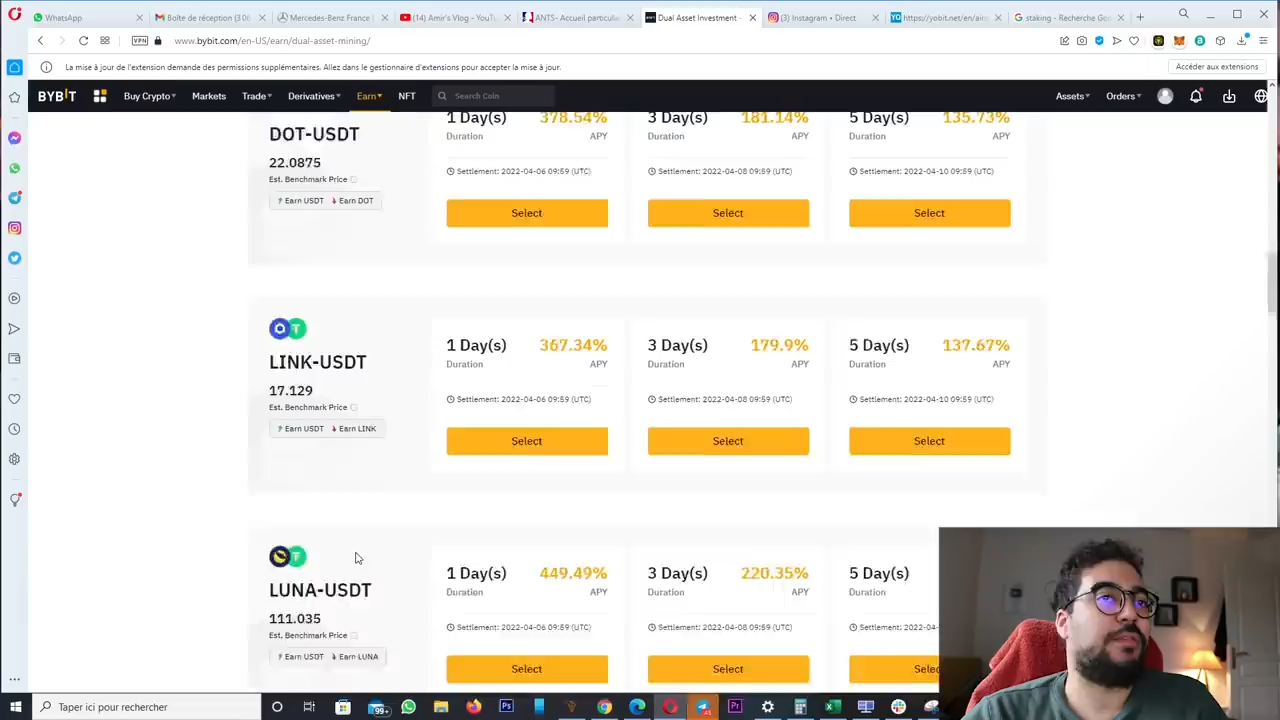 WhatsApp
Boîte de réception (3 06
Mercedes-Benz France
(14) Amir's Vlog - YouTu
ANTS- Accueil particulie
Dual Asset Investment -
Instagram • Direct
https://yobit.net/en/ain
staking - Recherche Goo
VPN
www.bybit.com/en-US/earn/dual-asset-mining/
La mise à jour de l'extension demande des permissions supplémentaires. Allez dans le gestionnaire d'extensions pour accepter la mise à jour.
Accéder aux extensions
BYBIT
Buy Crypto
Markets
Trade
Derivatives
Earn
NFT
Search Coin
Assets
Orders
DOT-USDT
22.0875
Est. Benchmark Price
Earn USDT
Earn DOT
1 Day(s)
378.54%
Duration
APY
Settlement: 2022-04-06 09:59 (UTC)
Select
3 Day(s)
181.14%
Duration
APY
Settlement: 2022-04-08 09:59 (UTC)
Select
5 Day(s)
135.73%
Duration
APY
Settlement: 2022-04-10 09:59 (UTC)
Select
LINK-USDT
17.129
Est. Benchmark Price
Earn USDT
Earn LINK
1 Day(s)
367.34%
Duration
APY
Settlement: 2022-04-06 09:59 (UTC)
Select
3 Day(s)
179.9%
Duration
APY
Settlement: 2022-04-08 09:59 (UTC)
Select
5 Day(s)
137.67%
Duration
APY
Settlement: 2022-04-10 09:59 (UTC)
Select
LUNA-USDT
111.035
Est. Benchmark Price
Earn USDT
Earn LUNA
1 Day(s)
449.49%
Duration
APY
Settlement: 2022-04-06 09:59 (UTC)
Select
3 Day(s)
220.35%
Duration
APY
Settlement: 2022-04-08 09:59 (UTC)
Select
5 Day(s)
Duration
Settlement: 2022-04-
Selec
Taper ici pour rechercher
99+